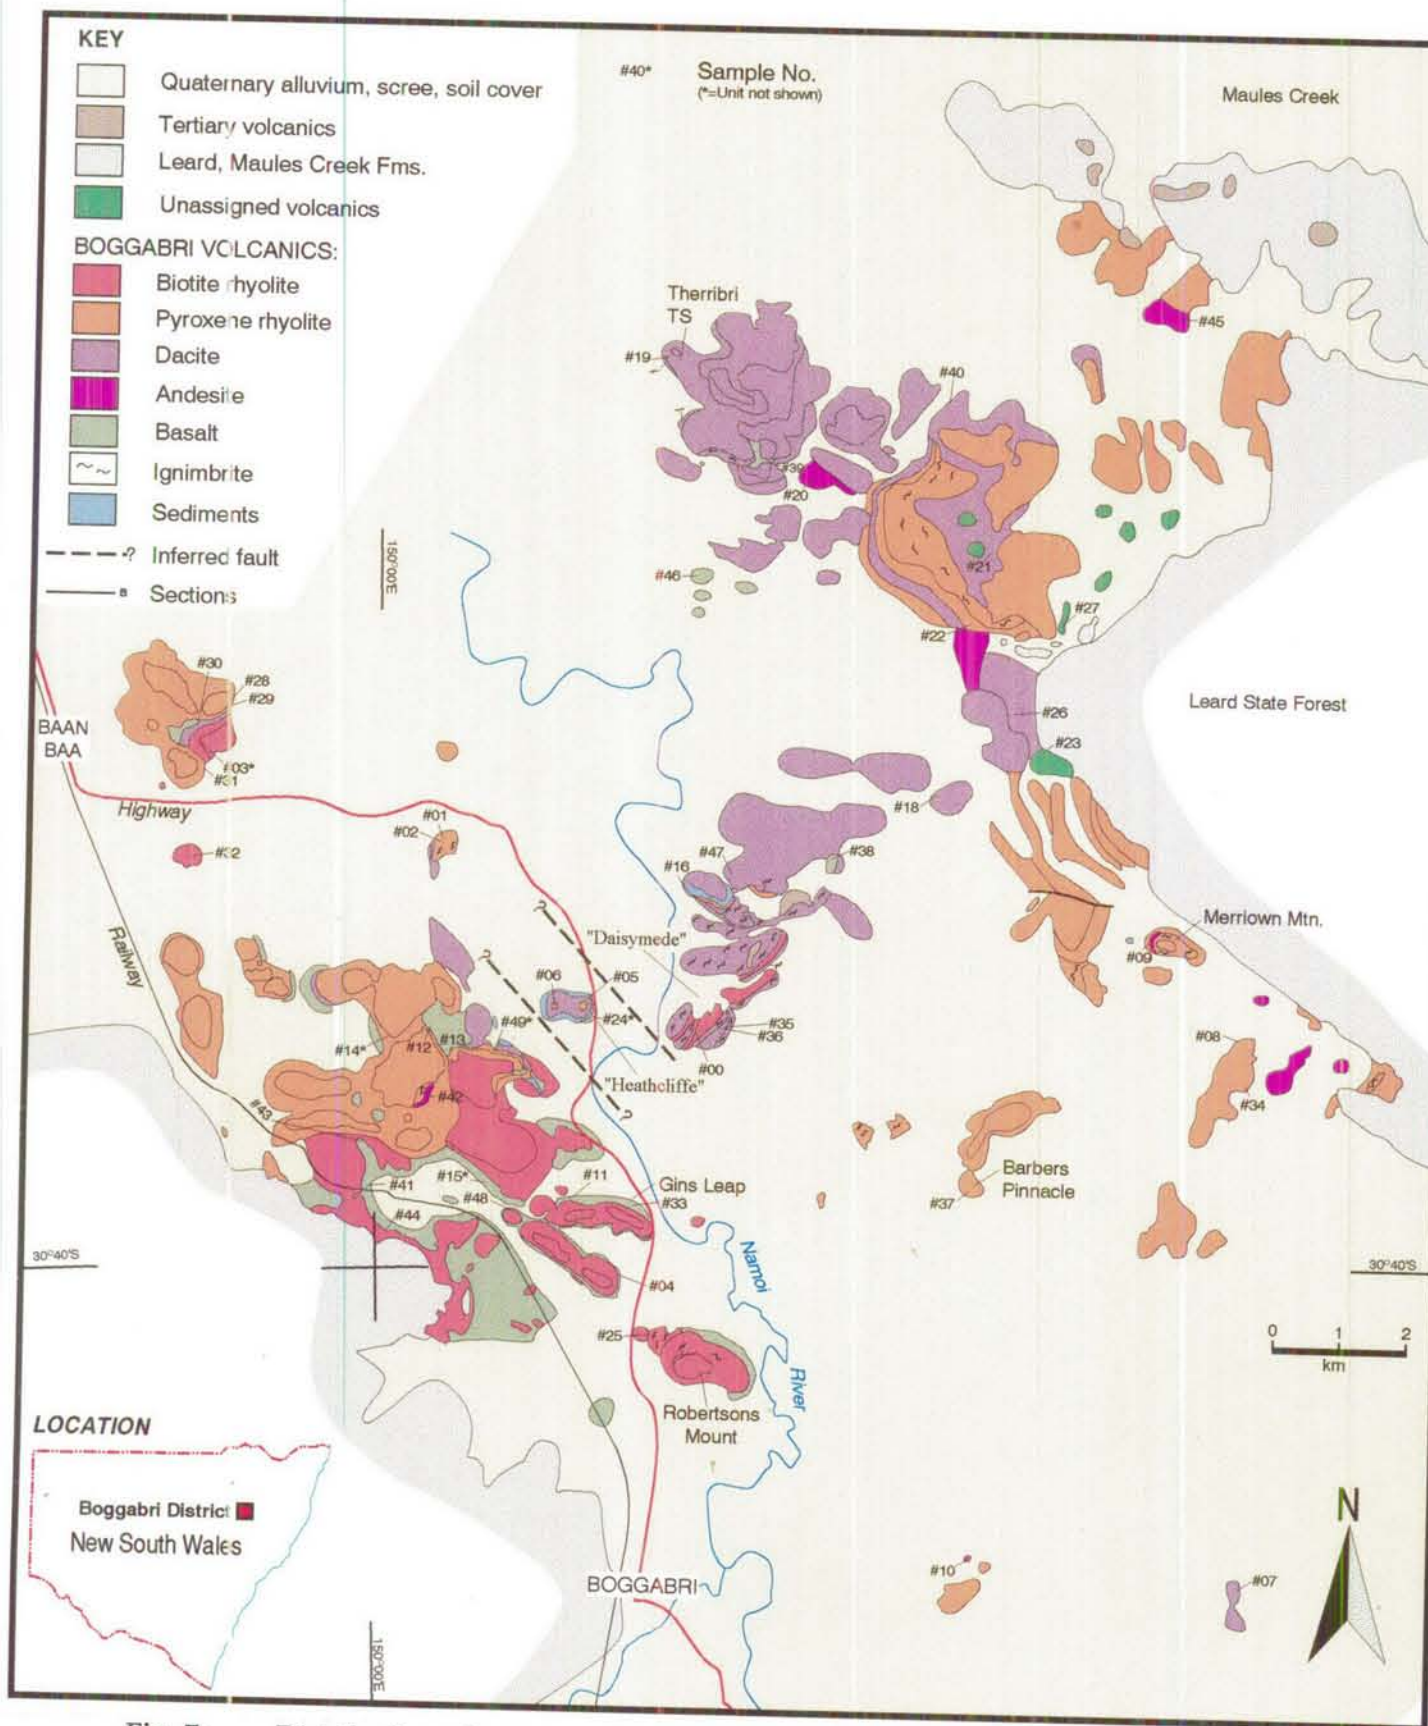 KEY
Quaternary alluvium, scree, soil cover
Tertiary volcanics
Leard, Maules Creek Fms.
Unassigned volcanics
BOGGABRI VOLCANICS:
Biotite rhyolite
Pyroxene rhyolite
Dacite
Andesite
Basalt
Ignimbrite
Sediments
? Inferred fault
Sections
#40*
Sample No.
(*=Unit not shown)
Maules Creek
Therribri
TS
#19
#45
#40
#39
#20
150°00'E
#46
#21
#27
#22
#30
#28
#29
BAAN
BAA
#03*
#31
Leard State Forest
#26
#23
Highway
#01
#02
#18
#32
#47
#38
#16
Railway
?
"Daisymede"
Merriown Mtn.
#09
?
#06
#05
#24*
#49*
#35
#36
#14*
#12
#13
#00
#08
"Heathcliffe"
#42
#34
#43
?
#15*
#11
Barbers
Pinnacle
#41
#48
Gins Leap
#33
#37
#44
30°40'S
Namoi
30°40'S
#04
0 1 2
km
#25
River
Robertsons
Mount
LOCATION
Boggabri District
New South Wales
N
BOGGABRI
#10
#07
150°00'E